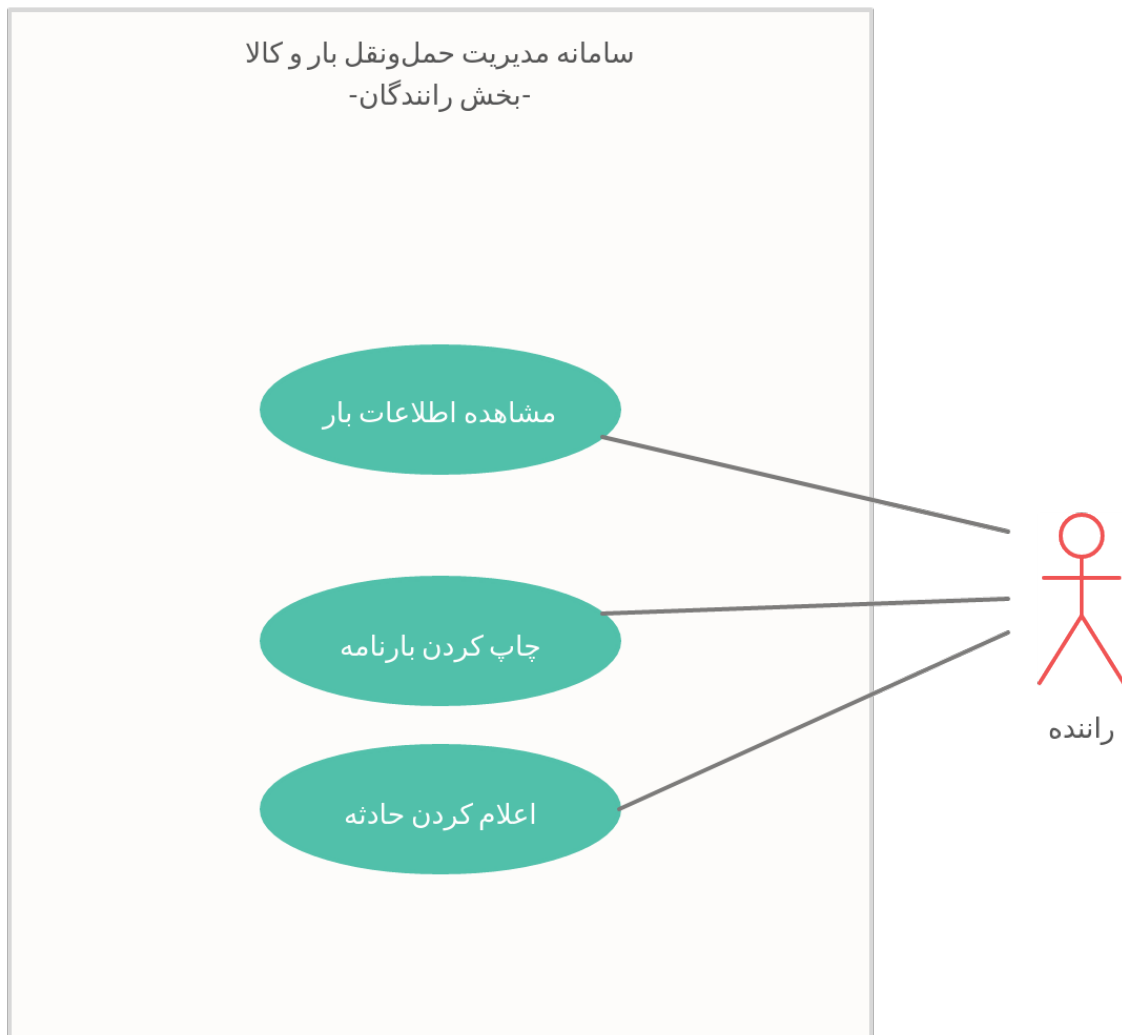 سامانه مدیریت حمل‌ونقل بار و کالا
-بخش رانندگان-
مشاهده اطلاعات بار
چاپ کردن بارنامه
اعلام کردن حادثه
راننده